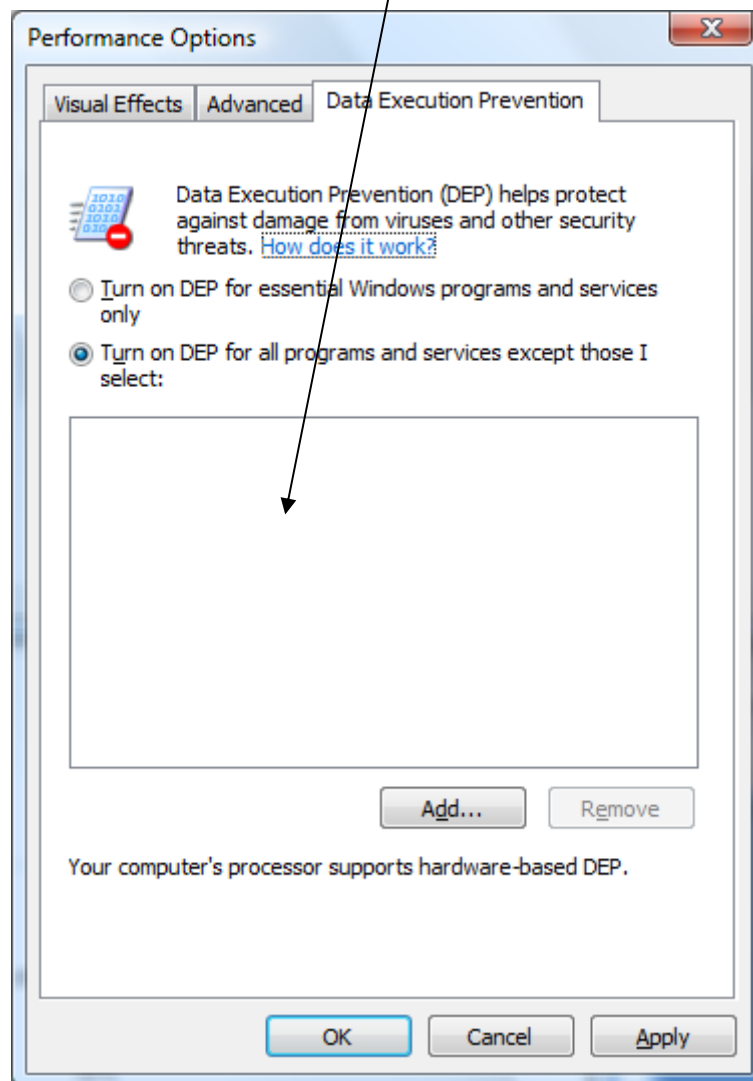 Performance Options
Visual Effects Advanced Data Execution Prevention
Data Execution Prevention (DEP) helps protect
against damage from viruses and other security
threats. How does it work?
Turn on DEP for essential Windows programs and services
only
Turn on DEP for all programs and services except those I
select:
Add... Remove
Your computer's processor supports hardware-based DEP.
OK Cancel Apply